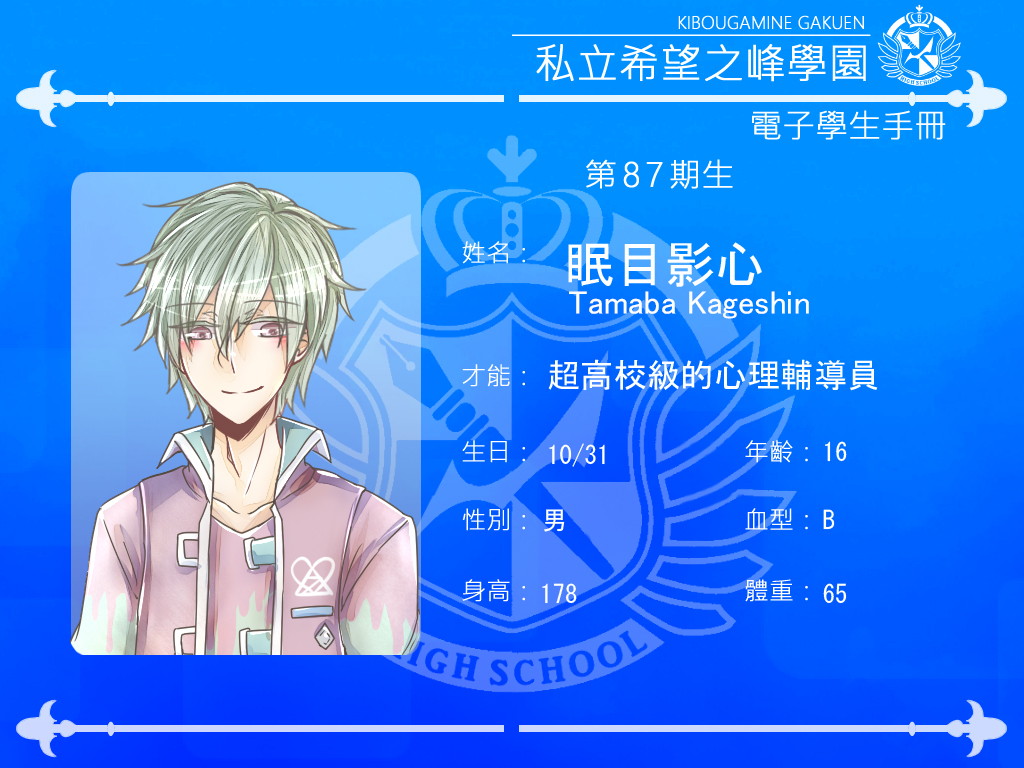 KIBOUGAMINE GAKUEN
私立希望之峰學園
HIGH SCHOOL
電子學生手冊
第87期生
姓名： 眠目影心
Tamaba Kageshin
才能： 超高校級的心理輔導員
生日： 10/31 年齡： 16
性別： 男 血型： B
身高： 178 體重： 65
HIGH SCHOOL